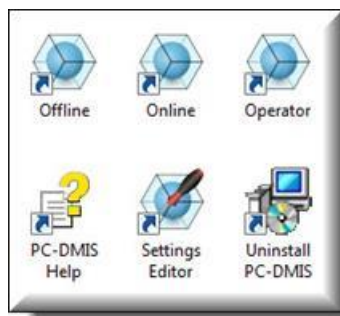 Offline Online Operator
PC-DMIS Help
Settings Editor
Uninstall PC-DMIS